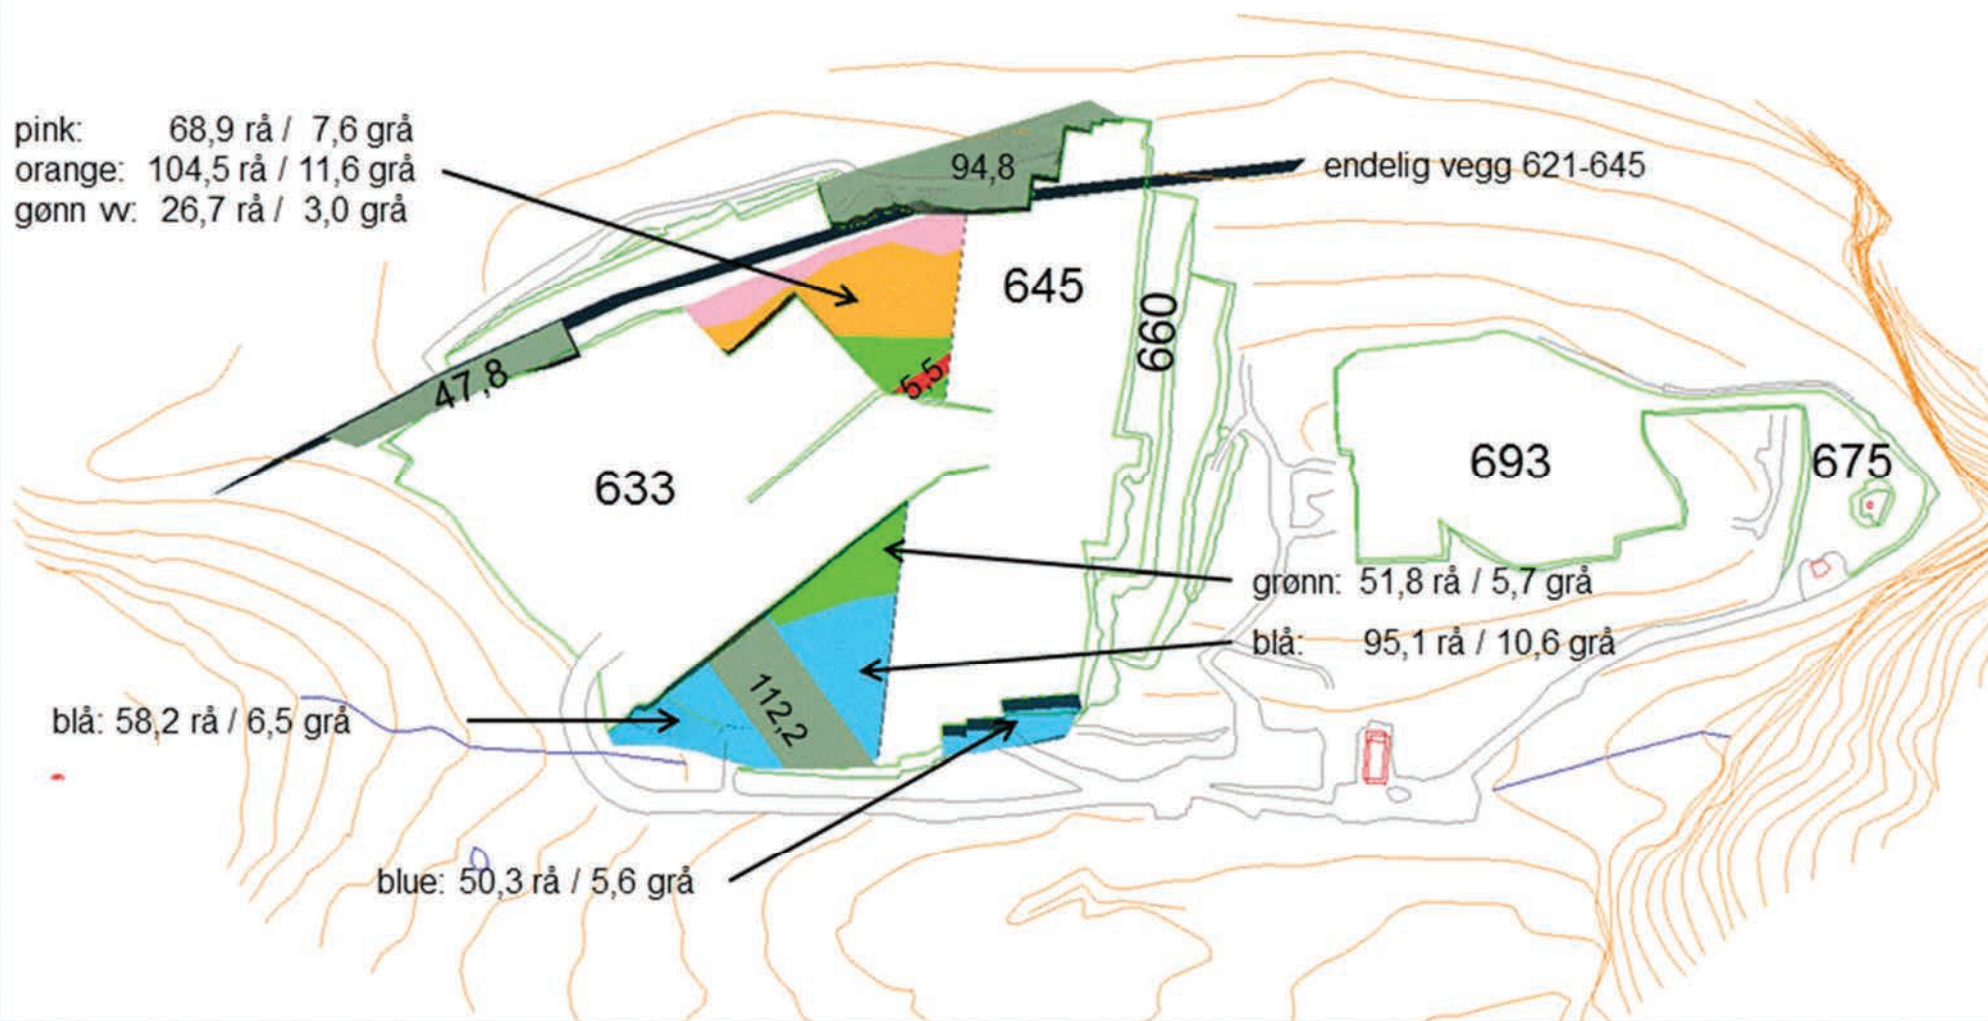 pink: 68,9 rå / 7,6 grå
orange: 104,5 rå / 11,6 grå
gønn vv: 26,7 rå / 3,0 grå
94,8
endelig vegg 621-645
645
660
47,8
5,5
633
693
675
grønn: 51,8 rå / 5,7 grå
blå: 95,1 rå / 10,6 grå
112,2
blå: 58,2 rå / 6,5 grå
blue: 50,3 rå / 5,6 grå